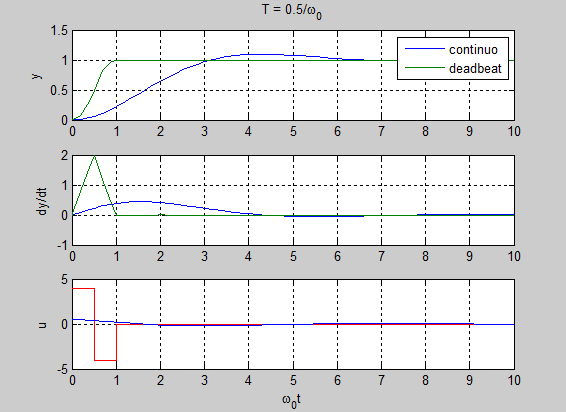 T = 0.5/ω₀
1.5
1
0.5
0
y
continuo
deadbeat
0 1 2 3 4 5 6 7 8 9 10
2
1
0
-1
dy/dt
0 1 2 3 4 5 6 7 8 9 10
5
0
-5
u
0 1 2 3 4 5 6 7 8 9 10
ω₀t